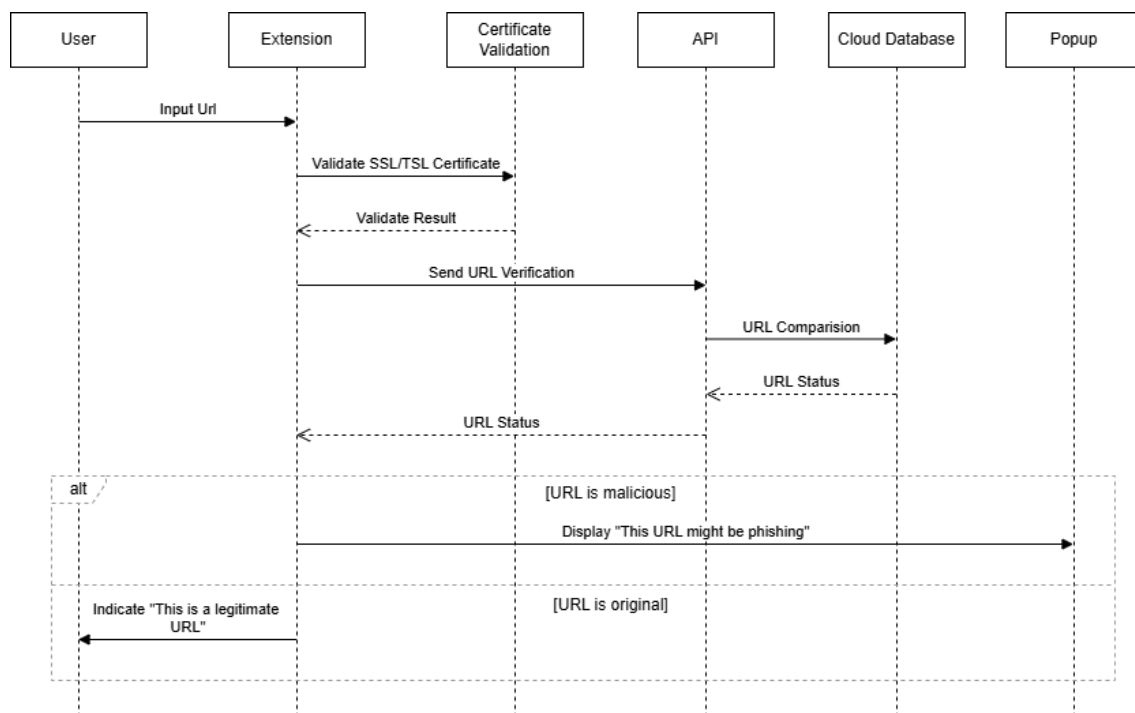 User
Extension
Certificate
Validation
API
Cloud Database
Popup
Input Url
Validate SSL/TSL Certificate
Validate Result
Send URL Verification
URL Comparision
URL Status
URL Status
alt
[URL is malicious]
Display "This URL might be phishing"
[URL is original]
Indicate "This is a legitimate
URL"